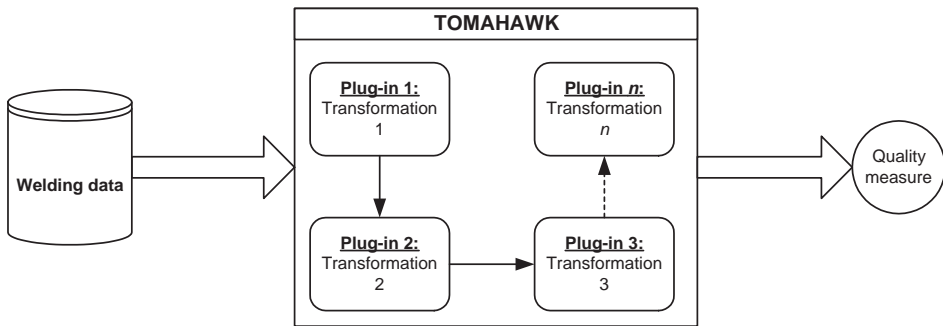 TOMAHAWK
Welding data
Plug-in 1:
Transformation
1
Plug-in 2:
Transformation
2
Plug-in 3:
Transformation
3
Plug-in n:
Transformation
n
Quality
measure